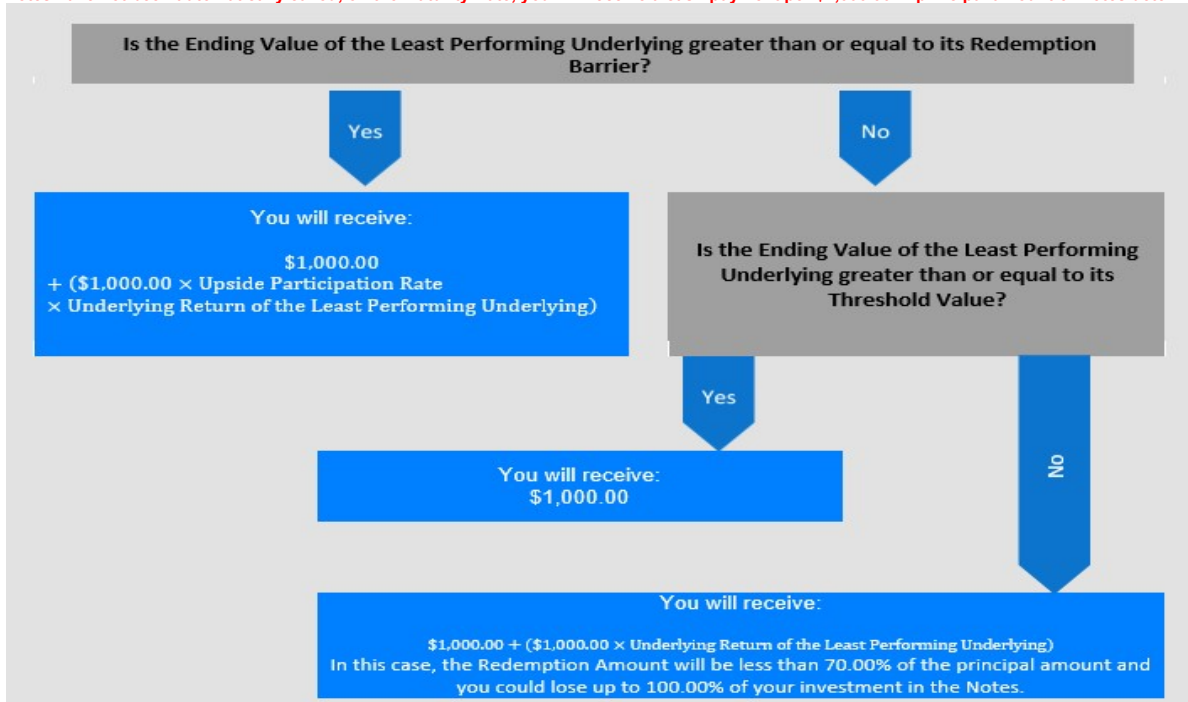 Is the Ending Value of the Least Performing Underlying greater than or equal to its Redemption
Barrier?
Yes
No
You will receive:
$1,000.00
+ ($1,000.00 × Upside Participation Rate
× Underlying Return of the Least Performing Underlying)
Is the Ending Value of the Least Performing
Underlying greater than or equal to its
Threshold Value?
Yes
No
You will receive:
$1,000.00
You will receive:
$1,000.00 + ($1,000.00 × Underlying Return of the Least Performing Underlying)
In this case, the Redemption Amount will be less than 70.00% of the principal amount and
you could lose up to 100.00% of your investment in the Notes.